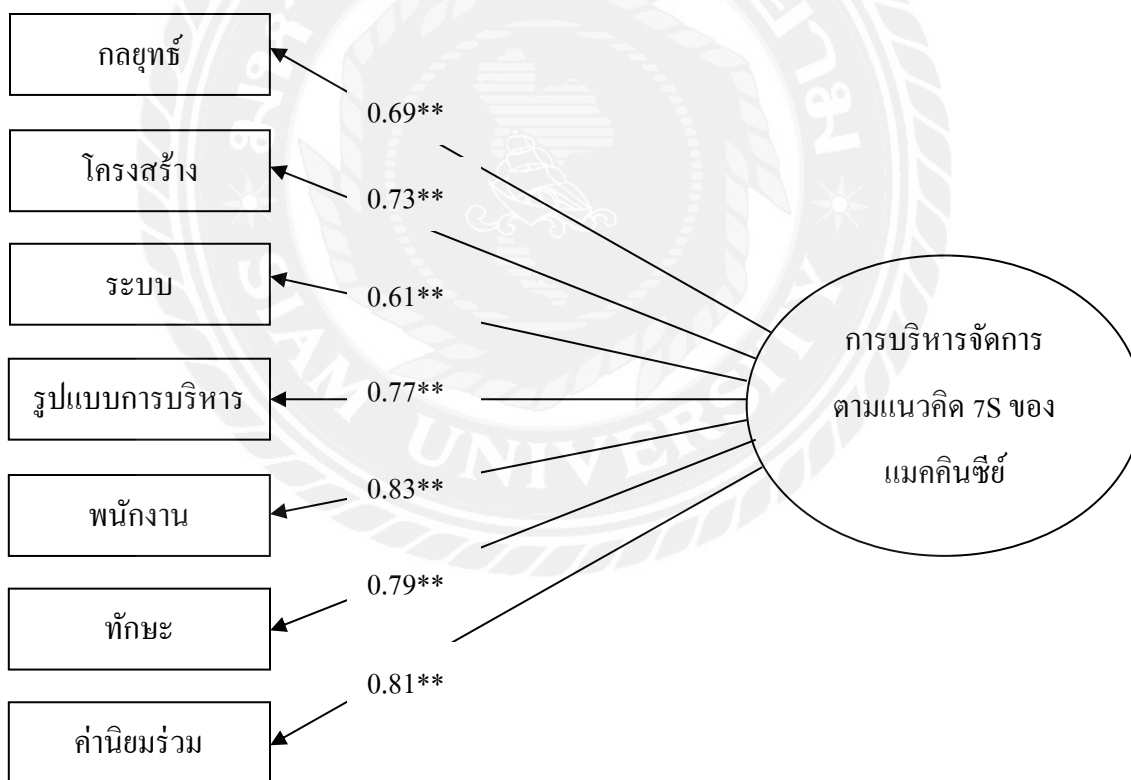 กลยุทธ์
0.69**
โครงสร้าง
0.73**
ระบบ
0.61**
รูปแบบการบริหาร
0.77**
พนักงาน
0.83**
ทักษะ
0.79**
ค่านิยมร่วม
0.81**
การบริหารจัดการ
ตามแนวคิด 7S ของ
แมคคินซีย์
SIAM UNIVERSITY